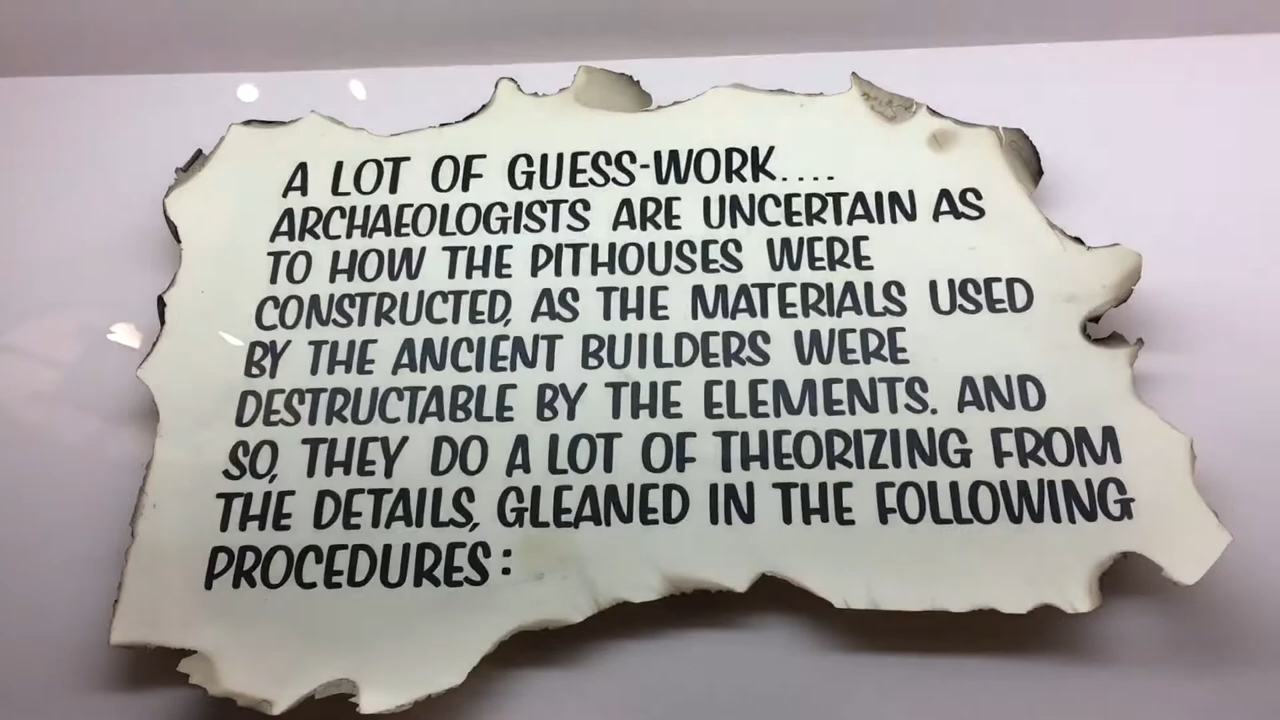 A LOT OF GUESS-WORK....
ARCHAEOLOGISTS ARE UNCERTAIN AS
TO HOW THE PITHOUSES WERE
CONSTRUCTED, AS THE MATERIALS USED
BY THE ANCIENT BUILDERS WERE
DESTRUCTABLE BY THE ELEMENTS. AND
SO, THEY DO A LOT OF THEORIZING FROM
THE DETAILS, GLEANED IN THE FOLLOWING
PROCEDURES: